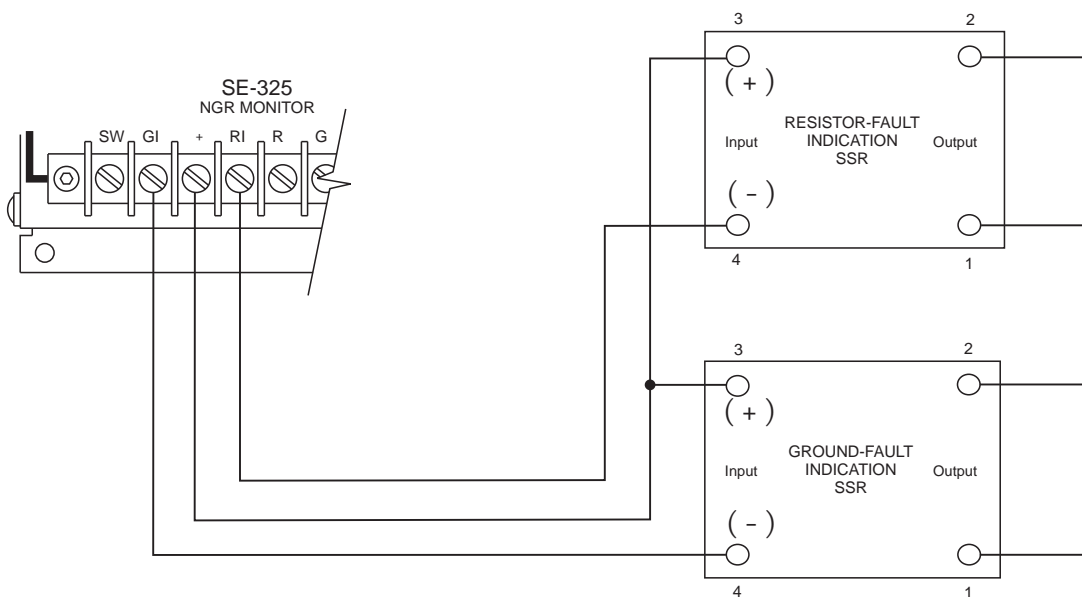 SE-325
NGR MONITOR
SW GI + RI R G
3 2
( + )
RESISTOR-FAULT
INDICATION
SSR
Input Output
( - )
4 1
3 2
( + )
GROUND-FAULT
INDICATION
SSR
Input Output
( - )
4 1